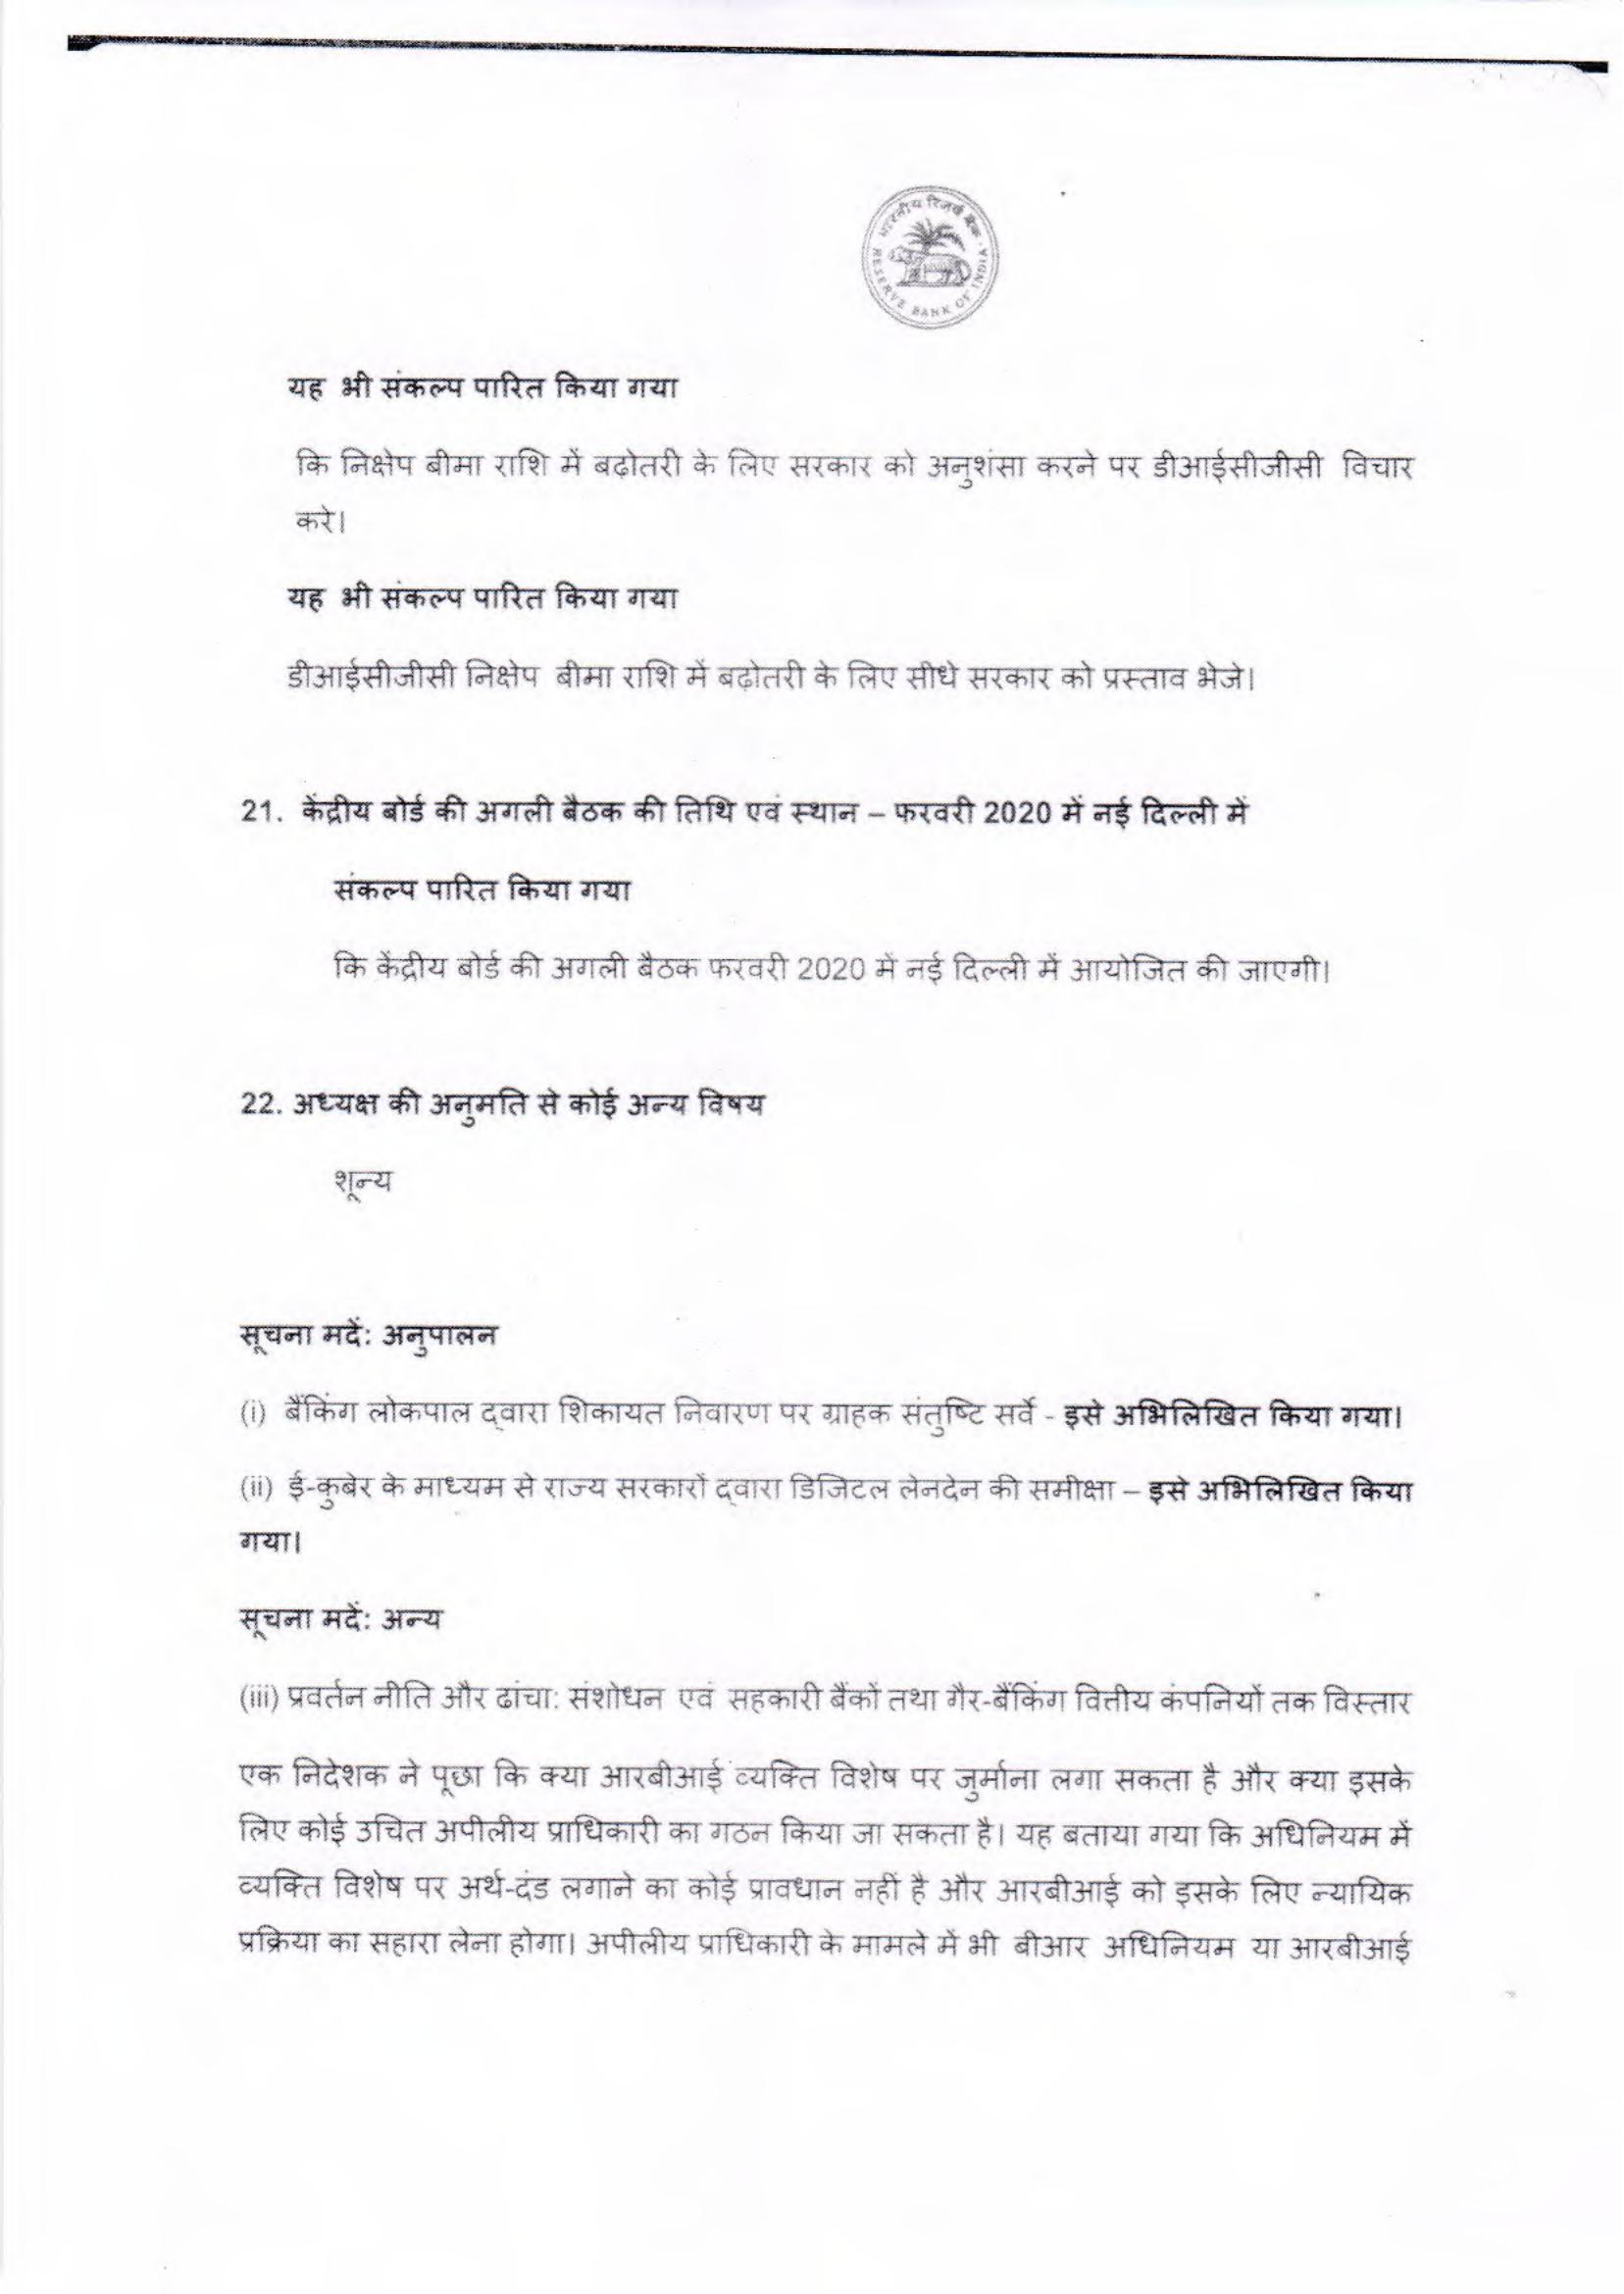 भारतीय रिज़र्व बैंक
RESERVE BANK OF INDIA
यह भी संकल्प पारित किया गया
कि निक्षेप बीमा राशि में बढ़ोतरी के लिए सरकार को अनुशंसा करने पर डीआईसीजीसी विचार
करे।
यह भी संकल्प पारित किया गया
डीआईसीजीसी निक्षेप बीमा राशि में बढ़ोतरी के लिए सीधे सरकार को प्रस्ताव भेजे।
21. केंद्रीय बोर्ड की अगली बैठक की तिथि एवं स्थान – फरवरी 2020 में नई दिल्ली में
संकल्प पारित किया गया
कि केंद्रीय बोर्ड की अगली बैठक फरवरी 2020 में नई दिल्ली में आयोजित की जाएगी।
22. अध्यक्ष की अनुमति से कोई अन्य विषय
शून्य
सूचना मदें: अनुपालन
(i) बैंकिंग लोकपाल द्वारा शिकायत निवारण पर ग्राहक संतुष्टि सर्वे - इसे अभिलिखित किया गया।
(ii) ई-कुबेर के माध्यम से राज्य सरकारों द्वारा डिजिटल लेनदेन की समीक्षा – इसे अभिलिखित किया
गया।
सूचना मदें: अन्य
(iii) प्रवर्तन नीति और ढांचा: संशोधन एवं सहकारी बैंकों तथा गैर-बैंकिंग वित्तीय कंपनियों तक विस्तार
एक निदेशक ने पूछा कि क्या आरबीआई व्यक्ति विशेष पर जुर्माना लगा सकता है और क्या इसके
लिए कोई उचित अपीलीय प्राधिकारी का गठन किया जा सकता है। यह बताया गया कि अधिनियम में
व्यक्ति विशेष पर अर्थ-दंड लगाने का कोई प्रावधान नहीं है और आरबीआई को इसके लिए न्यायिक
प्रक्रिया का सहारा लेना होगा। अपीलीय प्राधिकारी के मामले में भी बीआर अधिनियम या आरबीआई